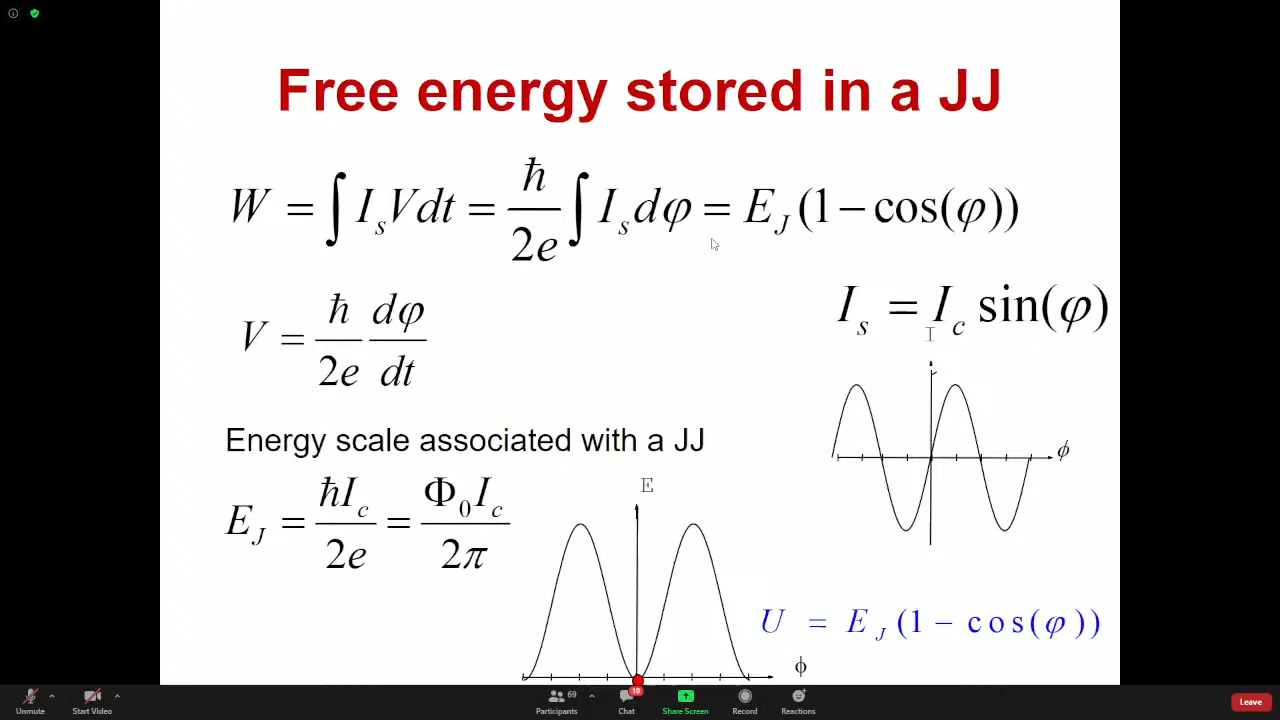 Free energy stored in a JJ
W = ∫ I_s V dt = ħ/2e ∫ I_s dφ = E_J (1 − cos(φ))
I_s = I_c sin(φ)
V = ħ/2e dφ/dt
I
ϕ
Energy scale associated with a JJ
E_J = ħI_c/2e = Φ_0 I_c/2π
E
U = E_J (1 − cos(φ))
ϕ
Unmute
Start Video
69
Participants
10
Chat
Share Screen
Record
Reactions
Leave